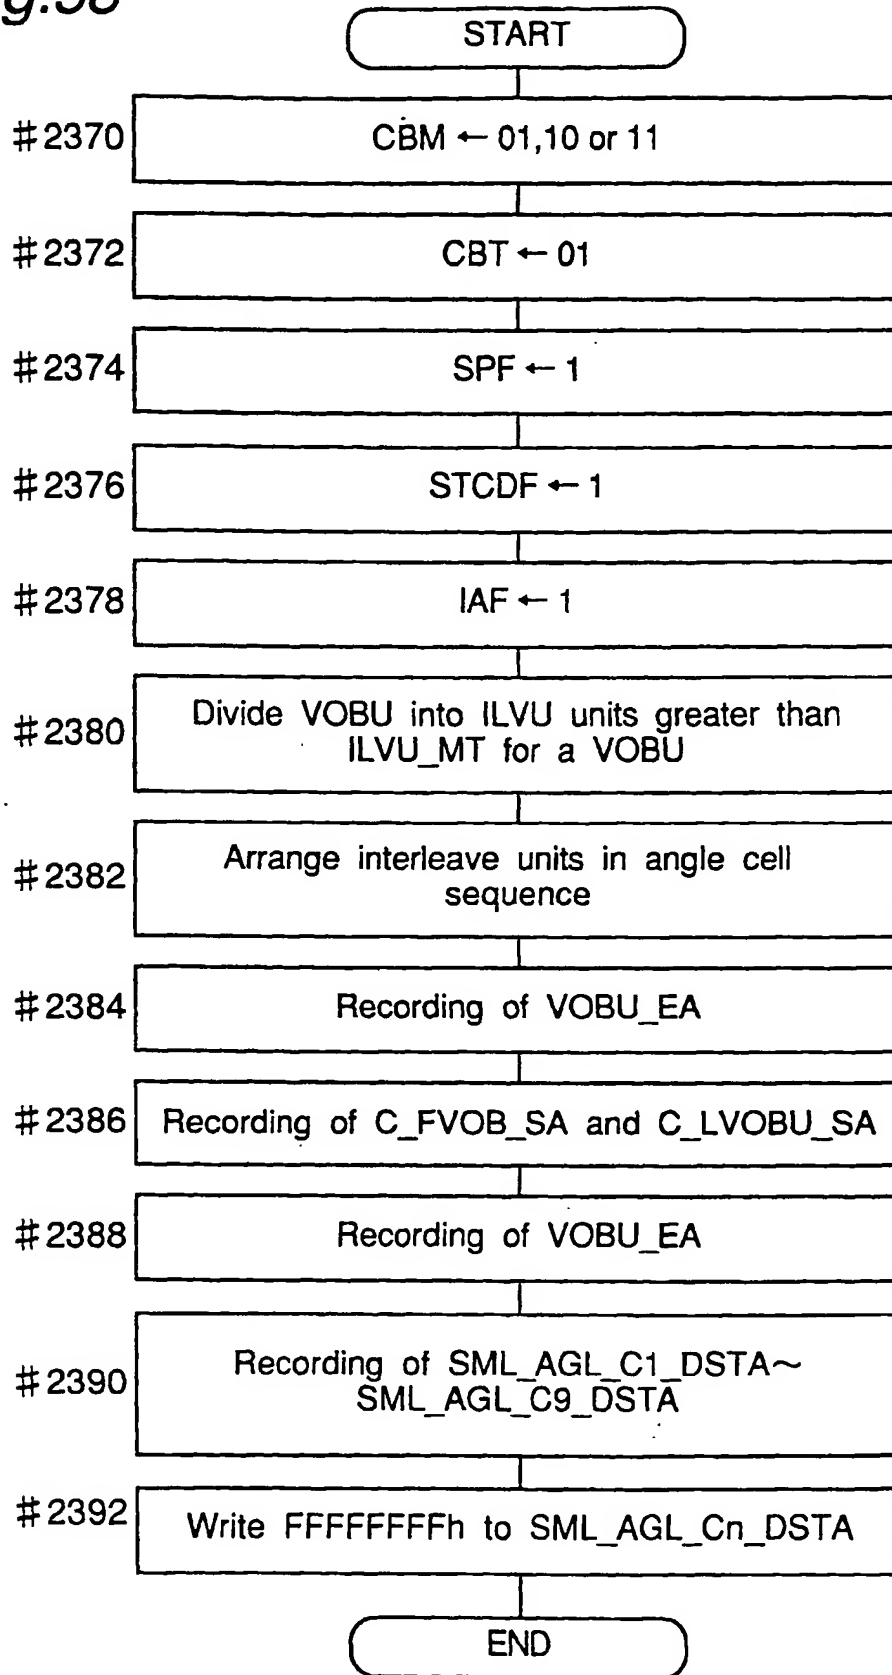 g.58
START
#2370 CBM ← 01,10 or 11
#2372 CBT ← 01
#2374 SPF ← 1
#2376 STCDF ← 1
#2378 IAF ← 1
#2380 Divide VOBU into ILVU units greater than
ILVU_MT for a VOBU
#2382 Arrange interleave units in angle cell
sequence
#2384 Recording of VOBU_EA
#2386 Recording of C_FVOB_SA and C_LVOBU_SA
#2388 Recording of VOBU_EA
#2390 Recording of SML_AGL_C1_DSTA~
SML_AGL_C9_DSTA
#2392 Write FFFFFFFFh to SML_AGL_Cn_DSTA
END